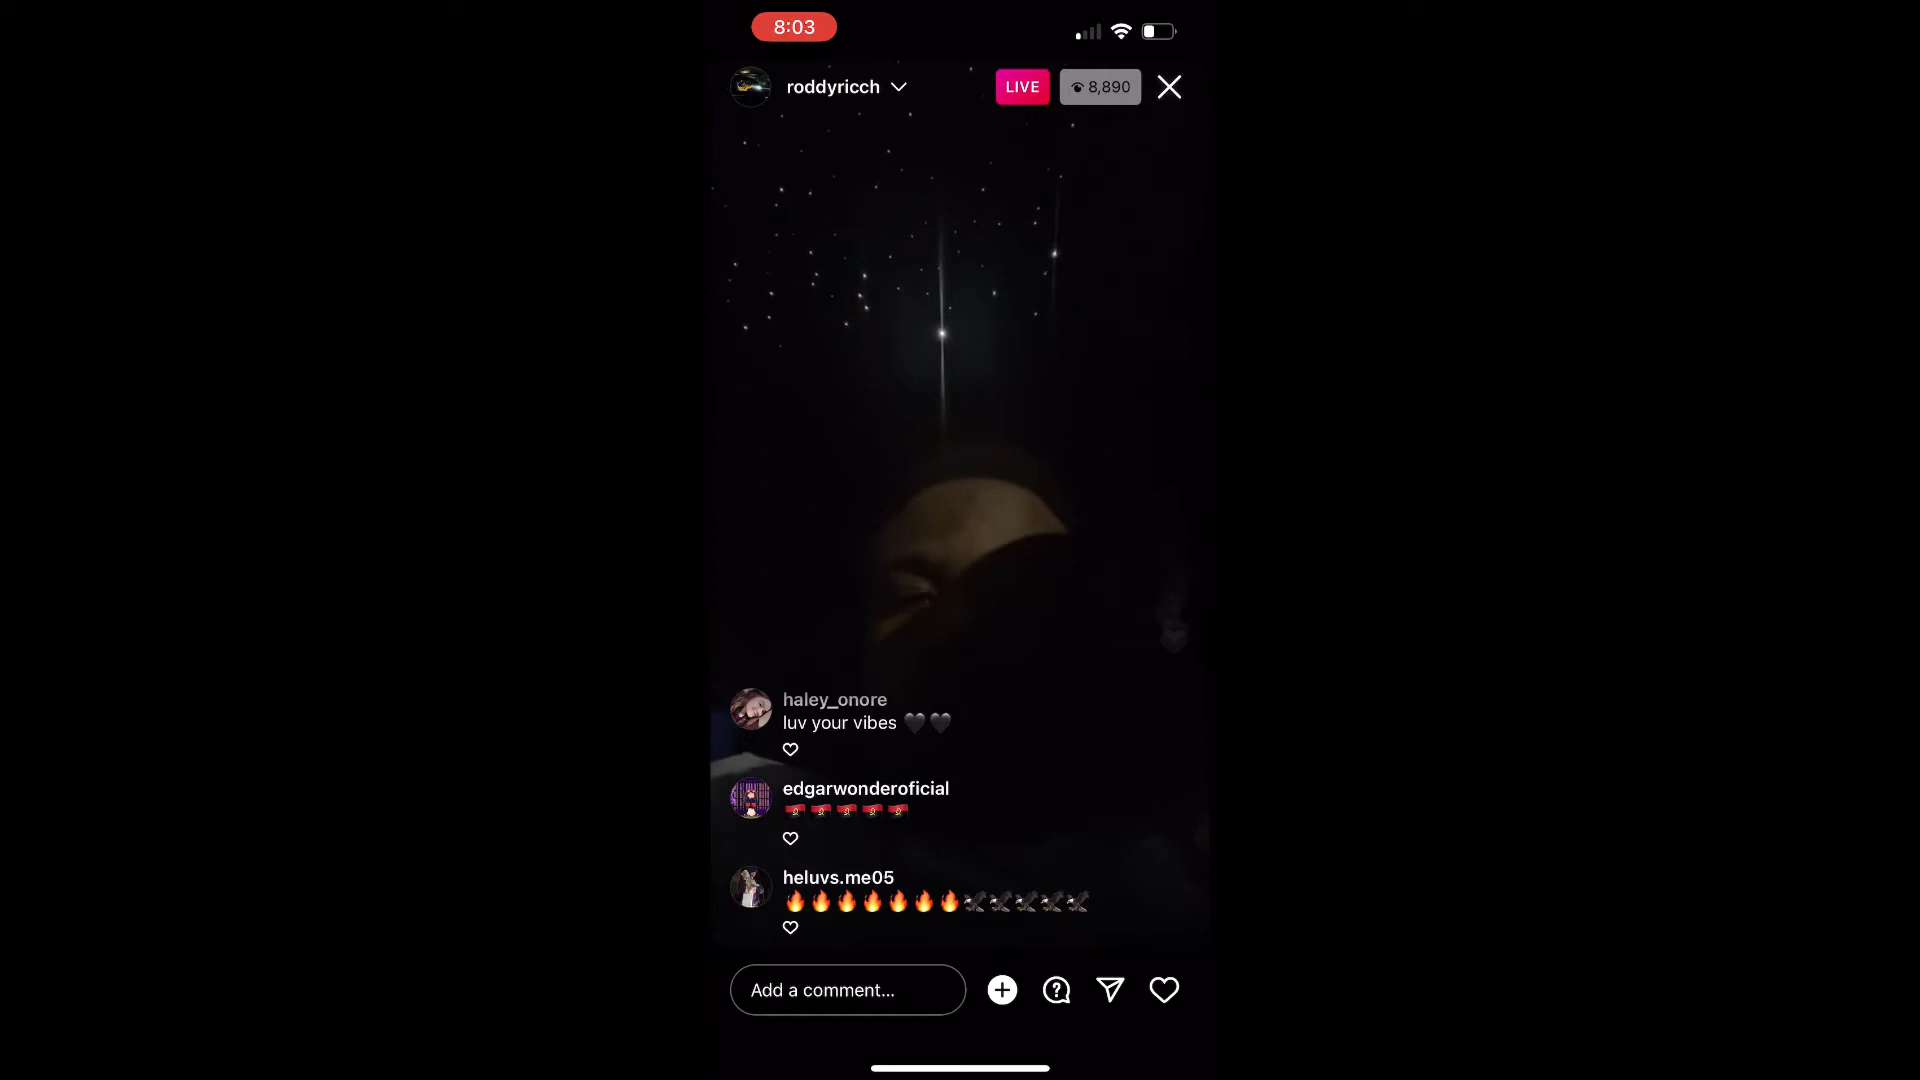 8:03
roddyricch
LIVE
8,890
haley_onore
luv your vibes 🖤🖤
edgarwonderoficial
🇦🇴🇦🇴🇦🇴🇦🇴🇦🇴
heluvs.me05
🔥🔥🔥🔥🔥🔥🔥🦅🦅🦅🦅🦅
Add a comment...